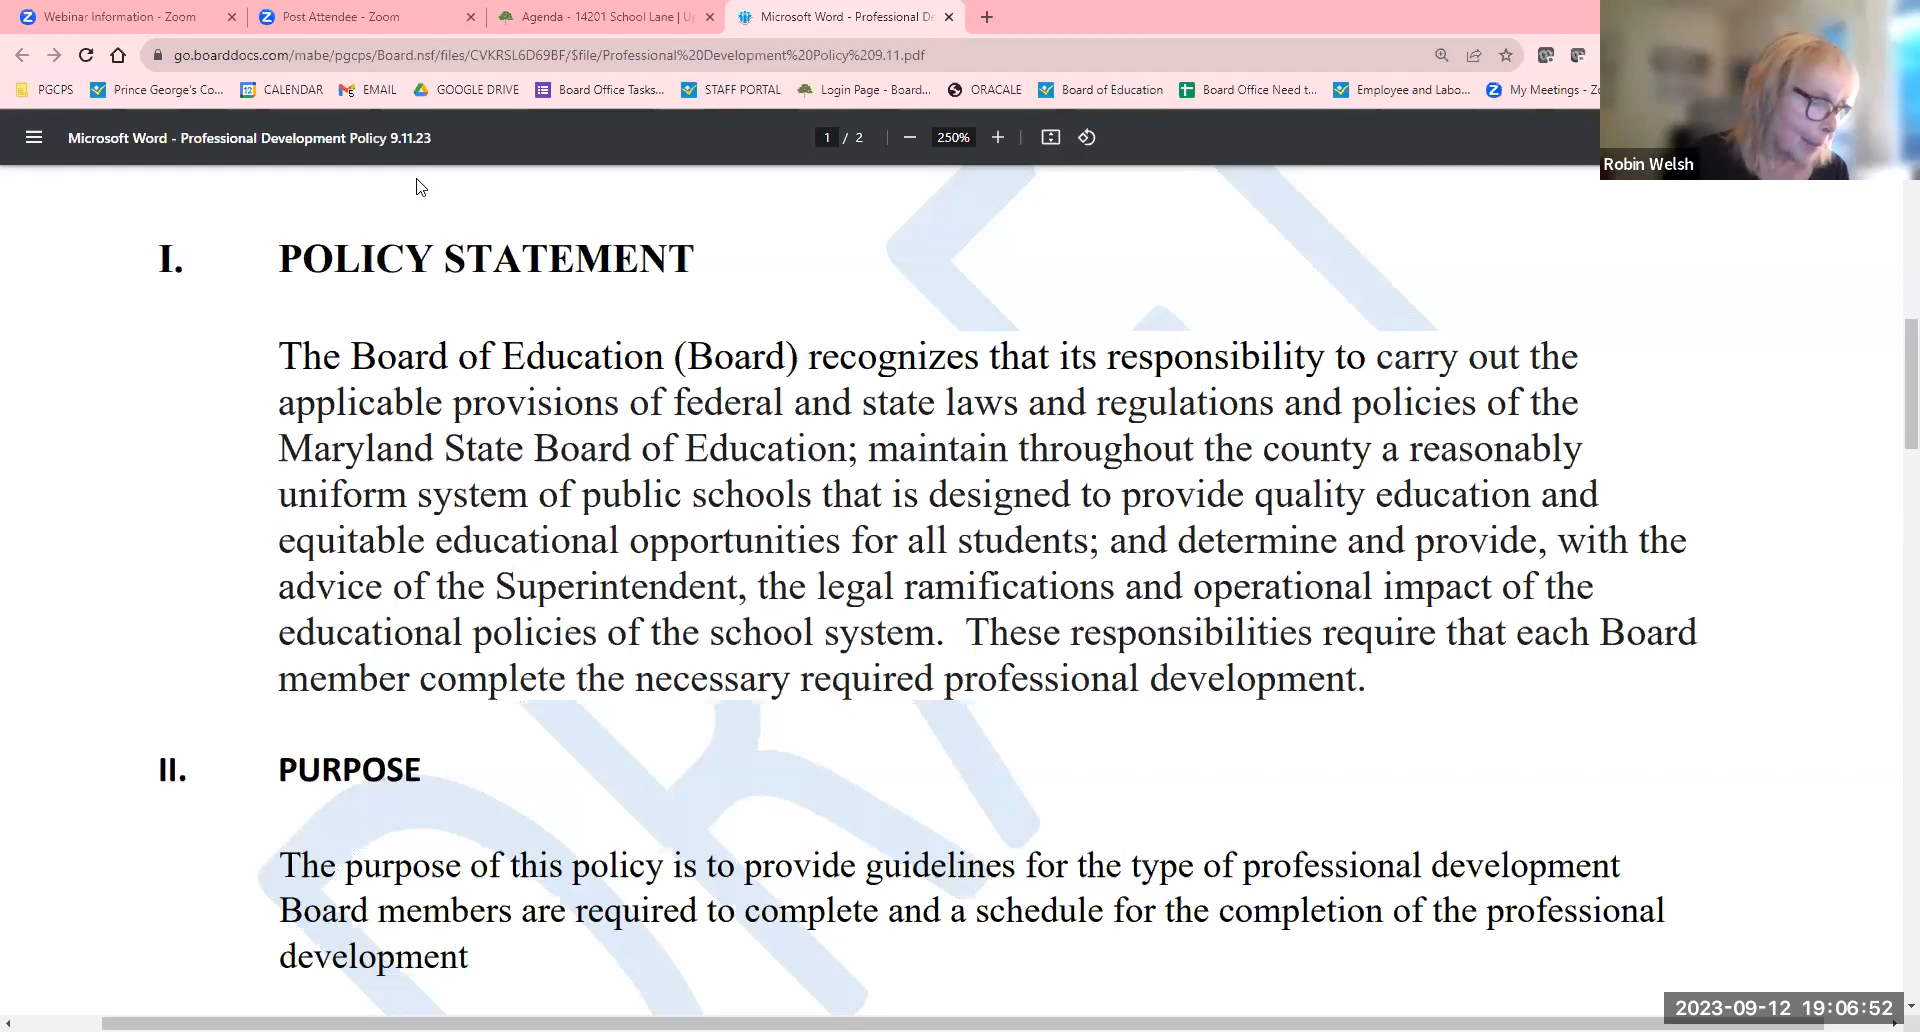 Webinar Information - Zoom
Post Attendee - Zoom
Agenda - 14201 School Lane | U
Microsoft Word - Professional De
go.boarddocs.com/mabe/pgcps/Board.nsf/files/CVKRSL6D69BF/$file/Professional%20Development%20Policy%209.11.pdf
PGCPS
Prince George's Co...
CALENDAR
EMAIL
GOOGLE DRIVE
Board Office Tasks...
STAFF PORTAL
Login Page - Board...
ORACALE
Board of Education
Board Office Need t...
Employee and Labo...
My Meetings - Zo
Microsoft Word - Professional Development Policy 9.11.23
1 / 2
250%
Robin Welsh
I. POLICY STATEMENT
The Board of Education (Board) recognizes that its responsibility to carry out the
applicable provisions of federal and state laws and regulations and policies of the
Maryland State Board of Education; maintain throughout the county a reasonably
uniform system of public schools that is designed to provide quality education and
equitable educational opportunities for all students; and determine and provide, with the
advice of the Superintendent, the legal ramifications and operational impact of the
educational policies of the school system. These responsibilities require that each Board
member complete the necessary required professional development.
II. PURPOSE
The purpose of this policy is to provide guidelines for the type of professional development
Board members are required to complete and a schedule for the completion of the professional
development
2023-09-12 19:06:52